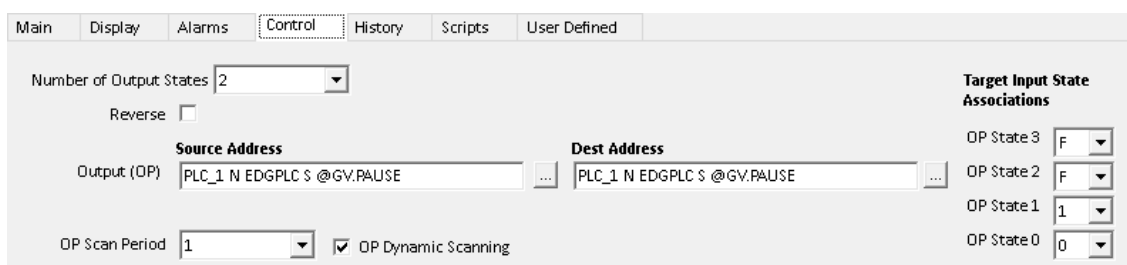 Main Display Alarms Control History Scripts User Defined
Number of Output States 2
Target Input State
Associations
Reverse
OP State 3 F
Source Address Dest Address
Output (OP) PLC_1 N EDGPLC S @GV.PAUSE ... PLC_1 N EDGPLC S @GV.PAUSE ... OP State 2 F
OP State 1 1
OP Scan Period 1 OP Dynamic Scanning OP State 0 0